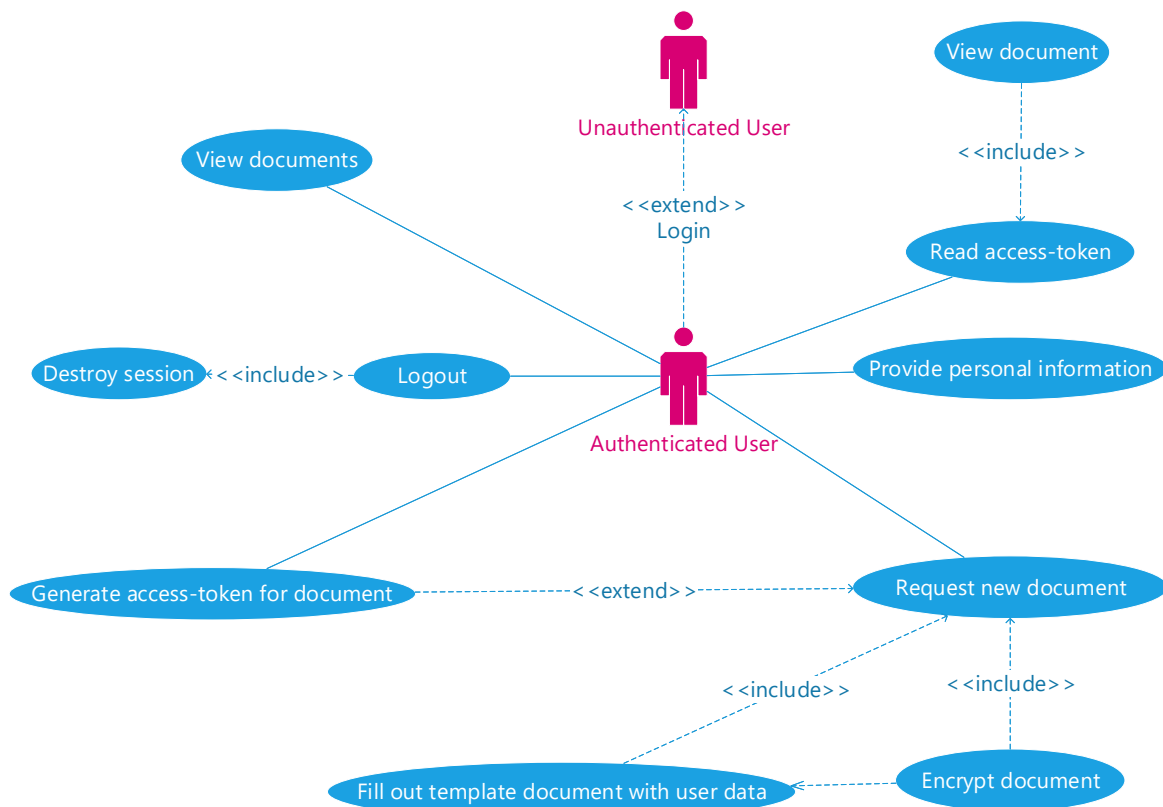 View document
Unauthenticated User
View documents
<<include>>
<<extend>>
Login
Read access-token
Destroy session
<<include>>
Logout
Provide personal information
Authenticated User
Generate access-token for document
<<extend>>
Request new document
<<include>>
<<include>>
Fill out template document with user data
Encrypt document